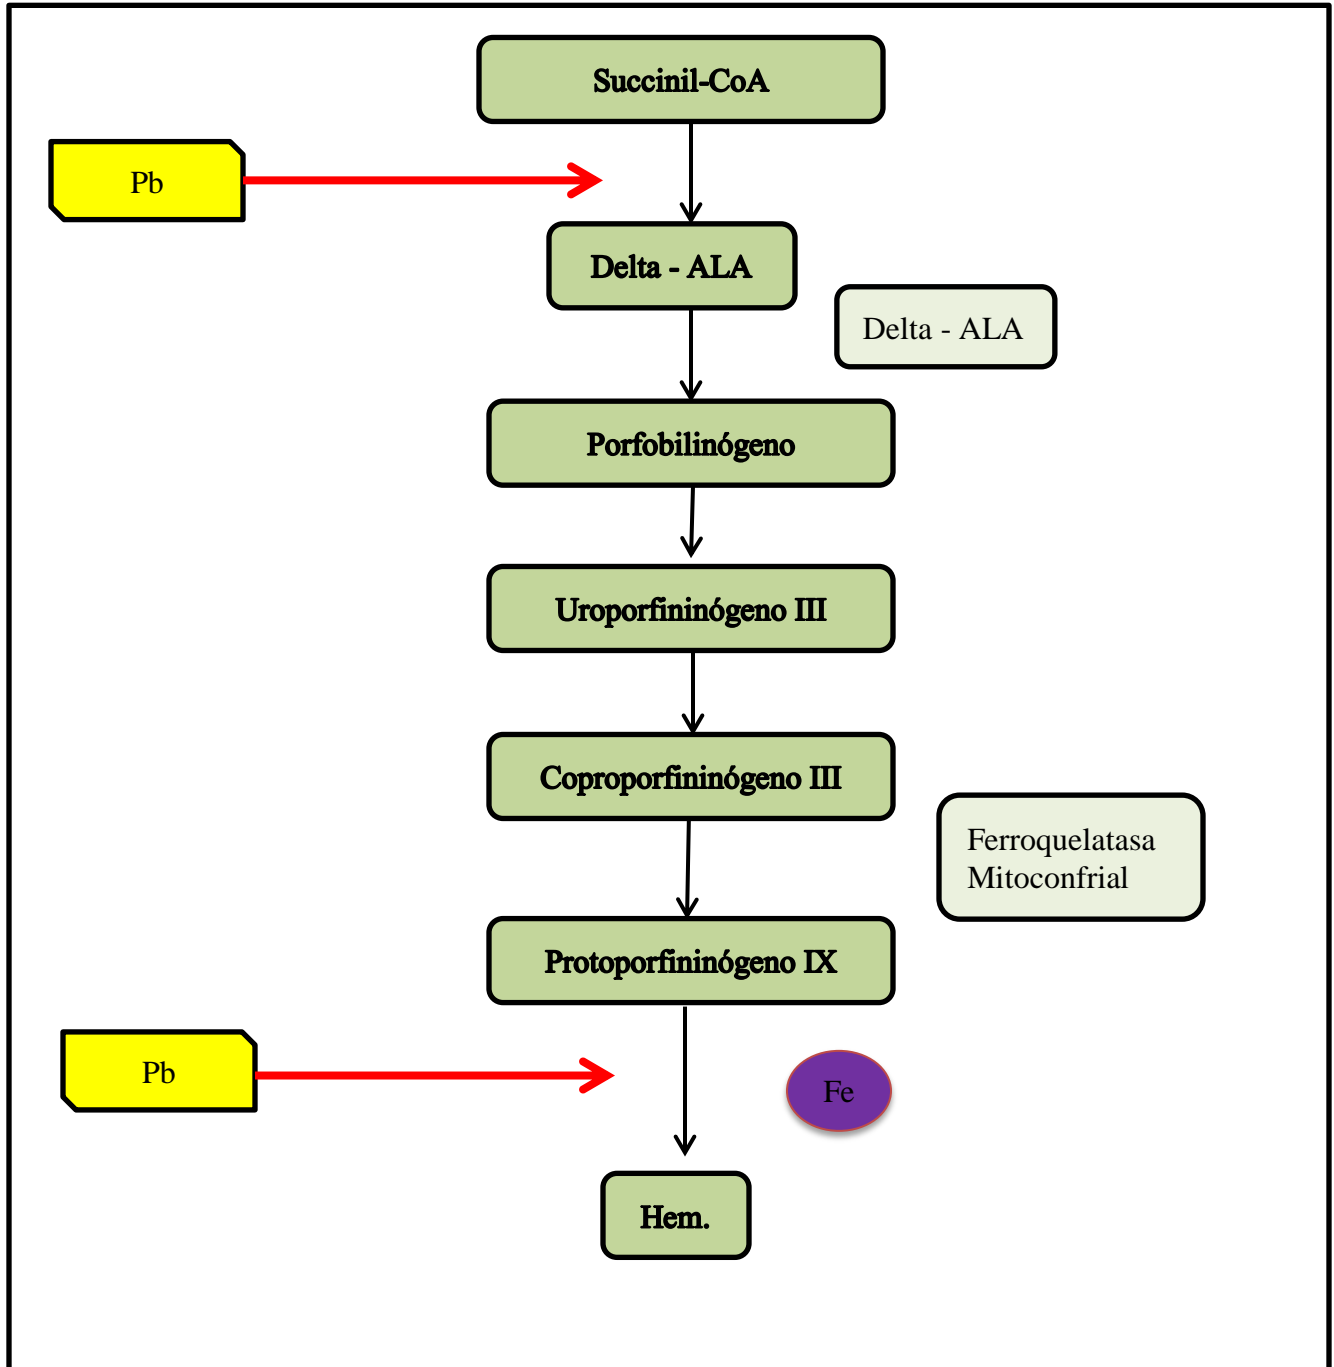 Succinil-CoA
Pb
Delta - ALA
Delta - ALA
Porfobilinógeno
Uroporfininógeno III
Coproporfininógeno III
Ferroquelatasa
Mitoconfrial
Protoporfininógeno IX
Pb
Fe
Hem.